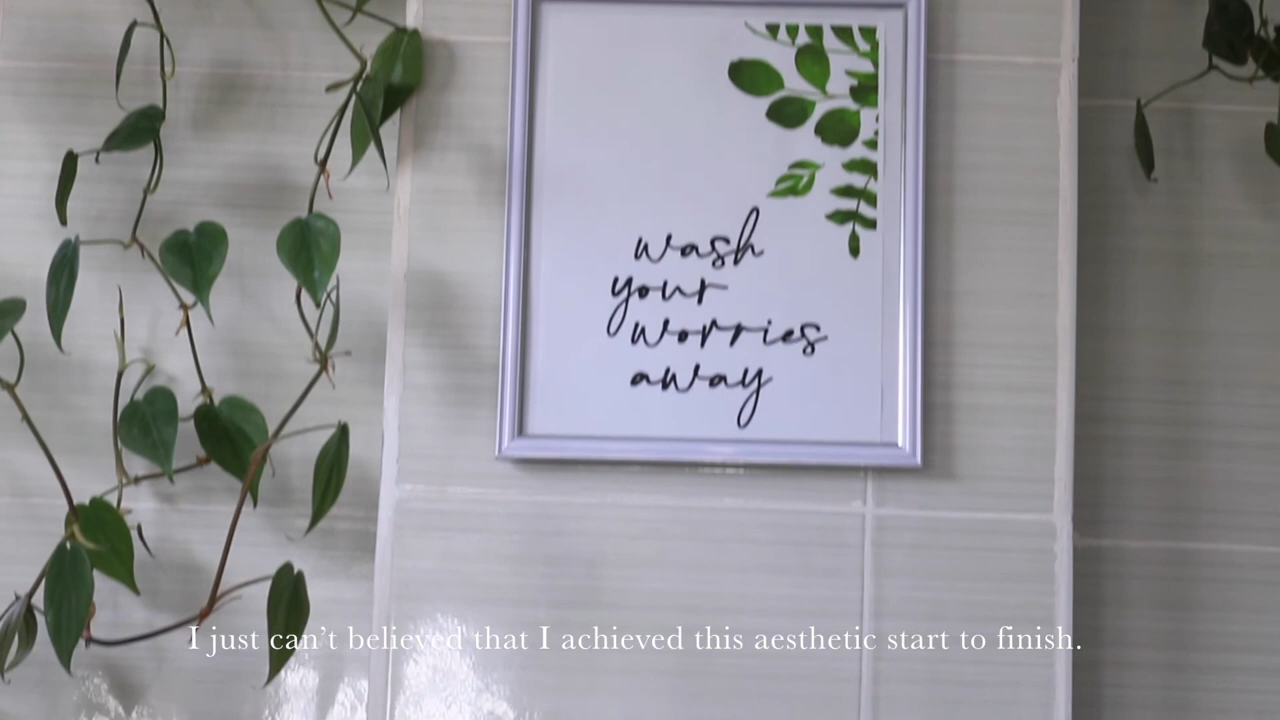 wash
your
worries
away
I just can't believed that I achieved this aesthetic start to finish.